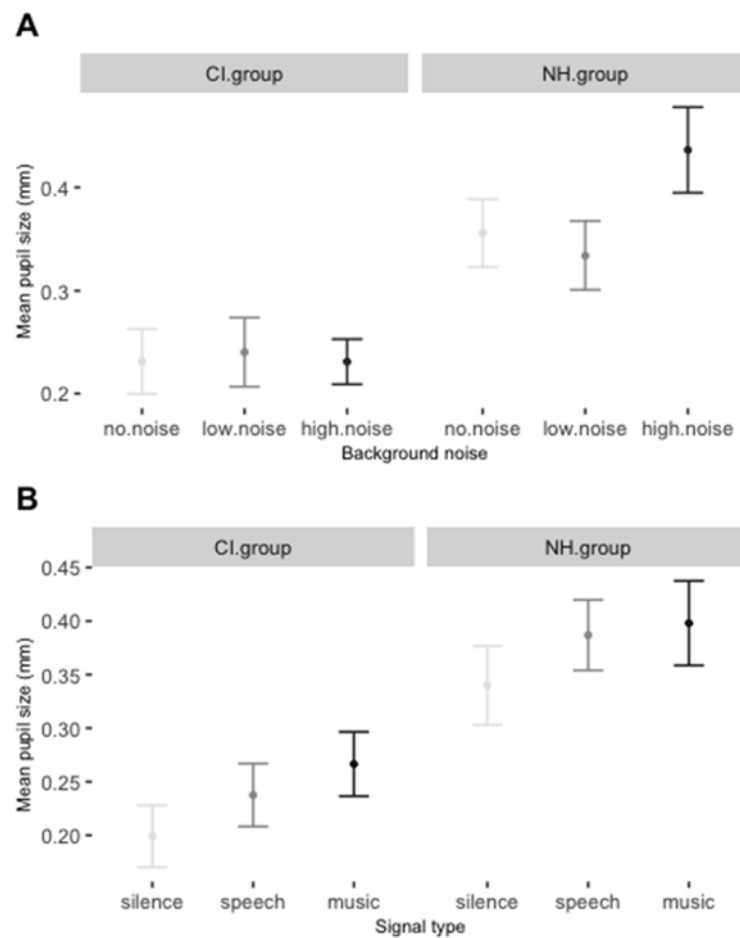 A
CI.group NH.group
Mean pupil size (mm)
0.4
0.3
0.2
no.noise low.noise high.noise no.noise low.noise high.noise
Background noise
B
CI.group NH.group
Mean pupil size (mm)
0.45
0.40
0.35
0.30
0.25
0.20
silence speech music silence speech music
Signal type